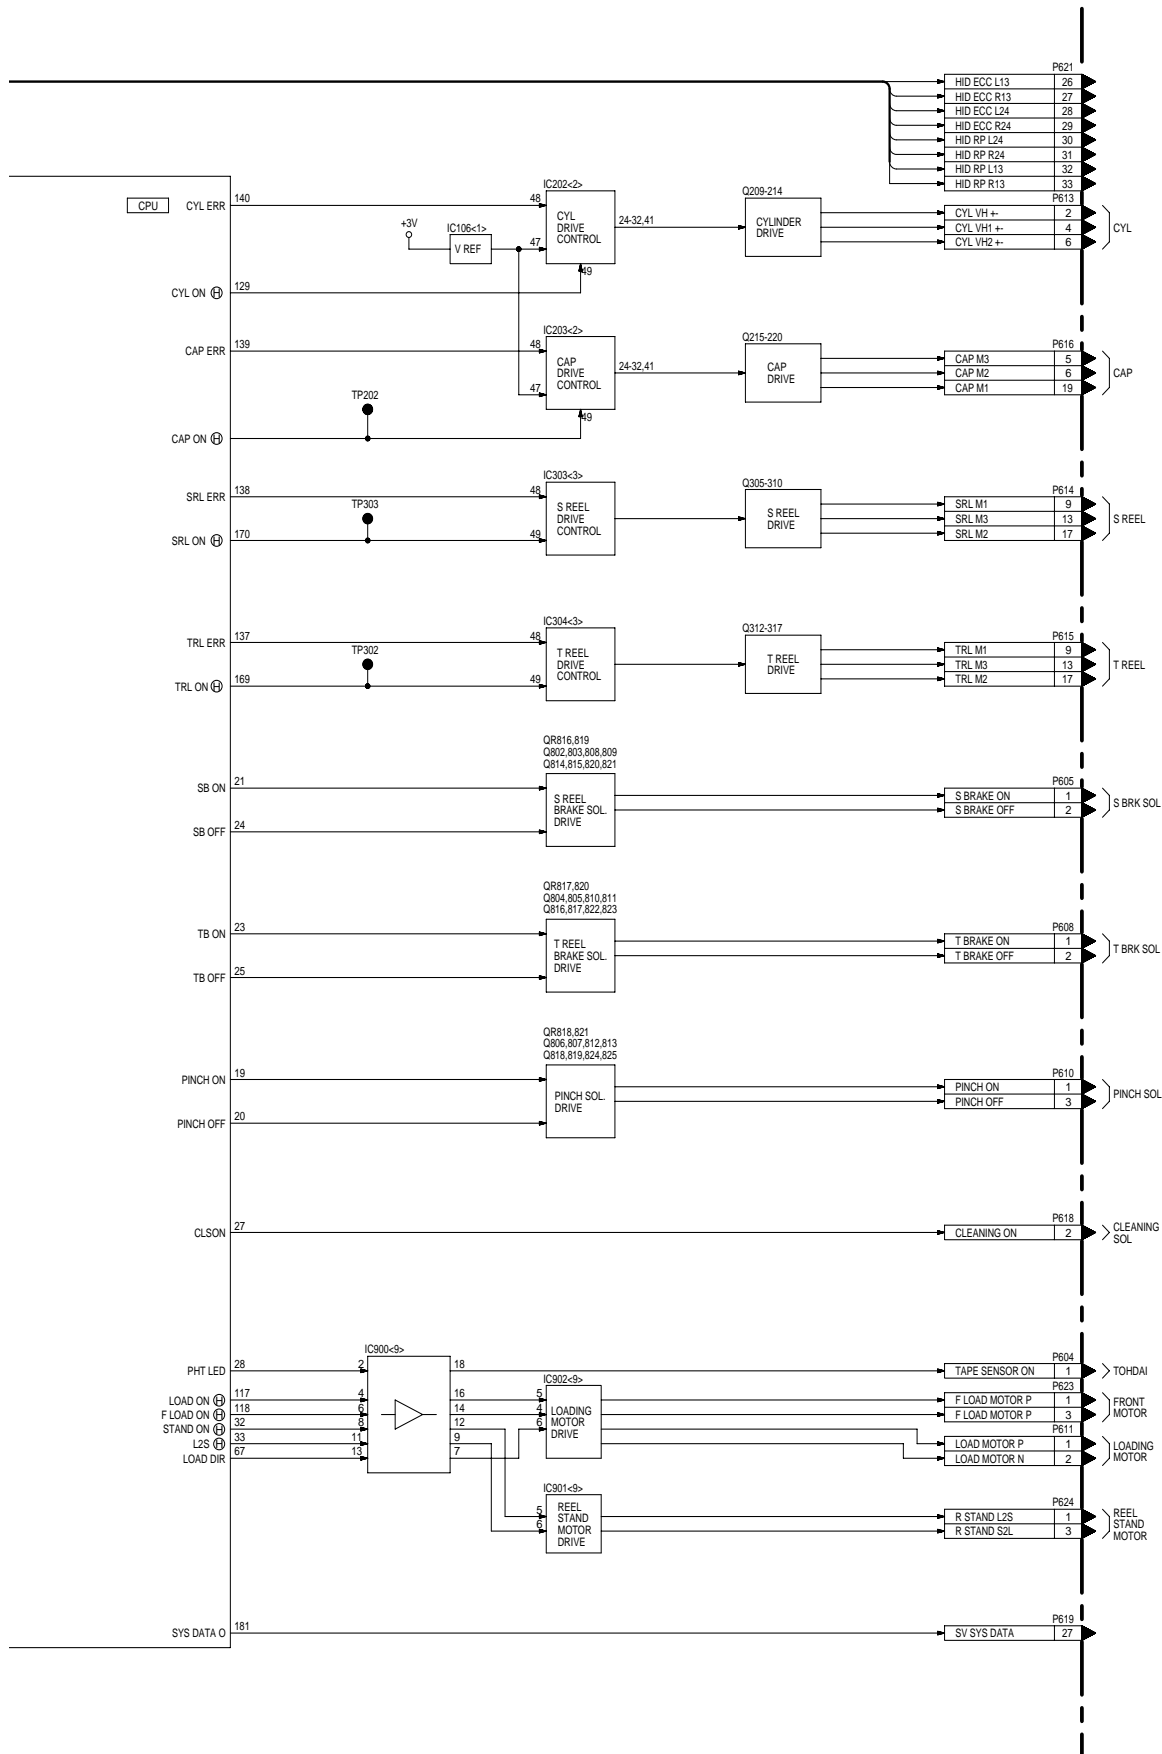 P621
HID ECC L13 26
HID ECC R13 27
HID ECC L24 28
HID ECC R24 29
HID RP L24 30
HID RP R24 31
HID RP L13 32
HID RP R13 33
CPU
CYL ERR 140
+3V
IC106<1>
V REF
IC202<2>
48
47
49
CYL
DRIVE
CONTROL
24-32,41
Q209-214
CYLINDER
DRIVE
P613
CYL VH +- 2
CYL VH1 +- 4
CYL VH2 +- 6
CYL
CYL ON Ⓗ 129
CAP ERR 139
TP202
IC203<2>
48
47
49
CAP
DRIVE
CONTROL
24-32,41
Q215-220
CAP
DRIVE
P616
CAP M3 5
CAP M2 6
CAP M1 19
CAP
CAP ON Ⓗ
SRL ERR 138
TP303
SRL ON Ⓗ 170
IC303<3>
48
49
S REEL
DRIVE
CONTROL
Q305-310
S REEL
DRIVE
P614
SRL M1 9
SRL M3 13
SRL M2 17
S REEL
TRL ERR 137
TP302
TRL ON Ⓗ 169
IC304<3>
48
49
T REEL
DRIVE
CONTROL
Q312-317
T REEL
DRIVE
P615
TRL M1 9
TRL M3 13
TRL M2 17
T REEL
QR816,819
Q802,803,808,809
Q814,815,820,821
SB ON 21
SB OFF 24
S REEL
BRAKE SOL.
DRIVE
P605
S BRAKE ON 1
S BRAKE OFF 2
S BRK SOL
QR817,820
Q804,805,810,811
Q816,817,822,823
TB ON 23
TB OFF 25
T REEL
BRAKE SOL.
DRIVE
P608
T BRAKE ON 1
T BRAKE OFF 2
T BRK SOL
QR818,821
Q806,807,812,813
Q818,819,824,825
PINCH ON 19
PINCH OFF 20
PINCH SOL.
DRIVE
P610
PINCH ON 1
PINCH OFF 3
PINCH SOL
CLSON 27
P618
CLEANING ON 2
CLEANING
SOL
IC900<9>
PHT LED 28 2 18
LOAD ON Ⓗ 117 4 16
F LOAD ON Ⓗ 118 6 14
STAND ON Ⓗ 32 8 12
L2S Ⓗ 33 11 9
LOAD DIR 67 13 7
IC902<9>
5
4
6
LOADING
MOTOR
DRIVE
IC901<9>
5
6
REEL
STAND
MOTOR
DRIVE
P604
TAPE SENSOR ON 1
TOHDAI
P623
F LOAD MOTOR P 1
F LOAD MOTOR P 3
FRONT
MOTOR
P611
LOAD MOTOR P 1
LOAD MOTOR N 2
LOADING
MOTOR
P624
R STAND L2S 1
R STAND S2L 3
REEL
STAND
MOTOR
SYS DATA O 181
P619
SV SYS DATA 27